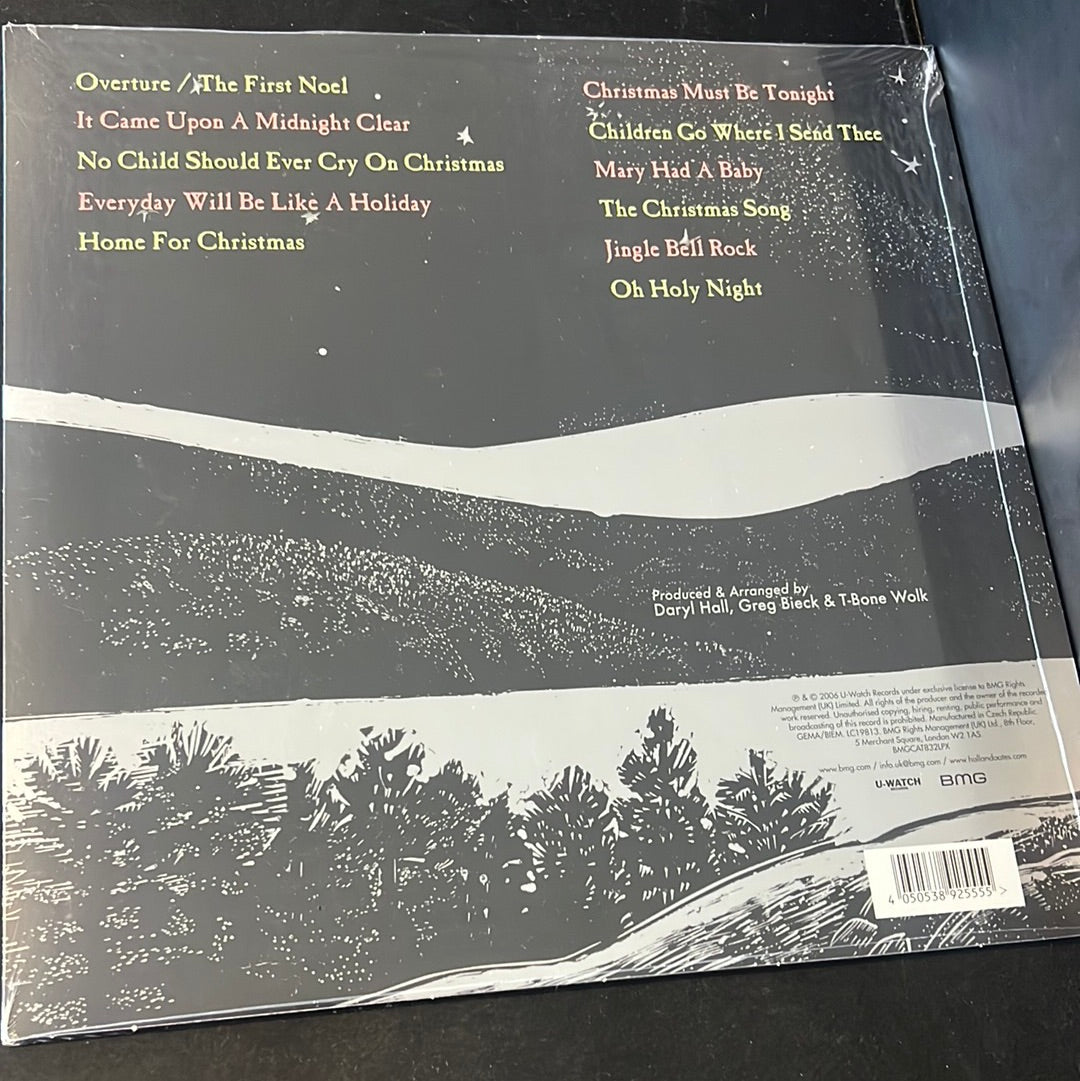 Overture / The First Noel
It Came Upon A Midnight Clear
No Child Should Ever Cry On Christmas
Everyday Will Be Like A Holiday
Home For Christmas
Christmas Must Be Tonight
Children Go Where I Send Thee
Mary Had A Baby
The Christmas Song
Jingle Bell Rock
Oh Holy Night
Produced & Arranged by
Daryl Hall, Greg Bieck & T-Bone Wolk
℗ & © 2006 U-Watch Records under exclusive license to BMG Rights
Management (UK) Limited. All rights of the producer and the owner of the recorded
work reserved. Unauthorised copying, hiring, renting, public performance and
broadcasting of this record is prohibited. Manufactured in Czech Republic.
GEMA/BIEM. LC19813. BMG Rights Management (UK) Ltd., 8th Floor,
5 Merchant Square, London W2 1AS
BMGCAT832LPX
www.bmg.com / info.uk@bmg.com / www.hallandoates.com
U-WATCH BMG
4 050538 925555 >